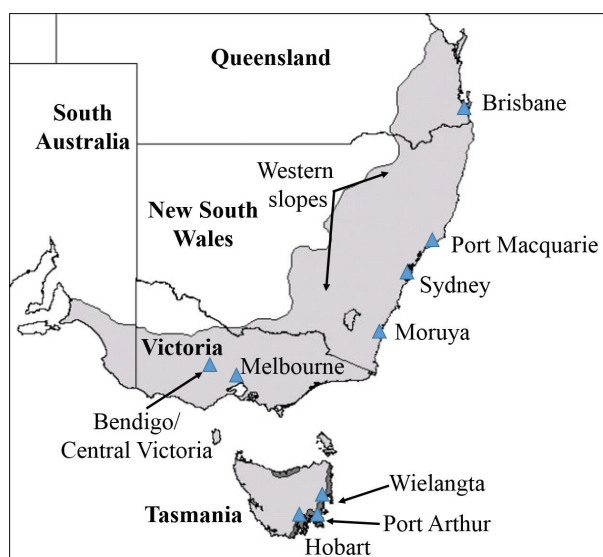 Queensland
South
Australia
Brisbane
Western
slopes
New South
Wales
Port Macquarie
Sydney
Moruya
Victoria
Melbourne
Bendigo/
Central Victoria
Wielangta
Tasmania
Port Arthur
Hobart